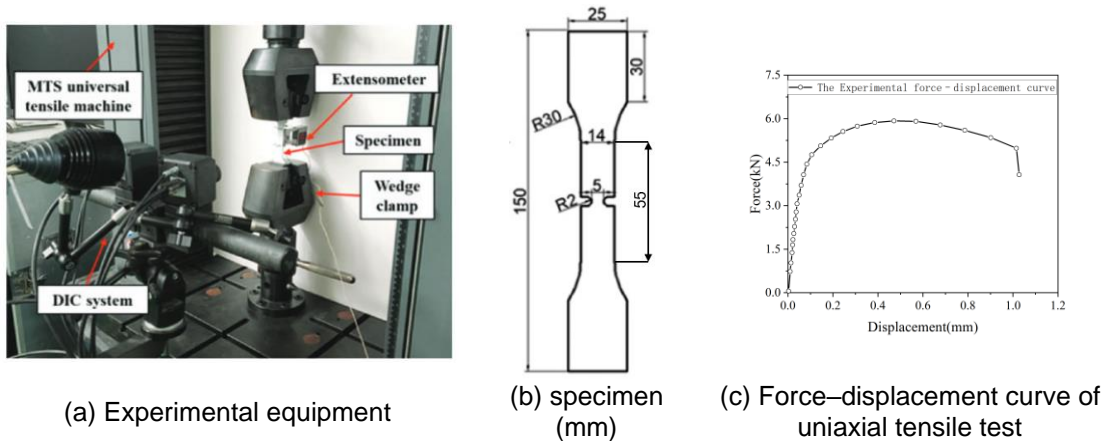 MTS universal
tensile machine
Extensometer
Specimen
Wedge
clamp
DIC system
(a) Experimental equipment
25
30
R30
14
150
5
55
R2
(b) specimen
(mm)
7.5
The Experimental force-displacement curve
6.0
4.5
3.0
1.5
0.0
Force(kN)
0.0 0.2 0.4 0.6 0.8 1.0 1.2
Displacement(mm)
(c) Force–displacement curve of
uniaxial tensile test